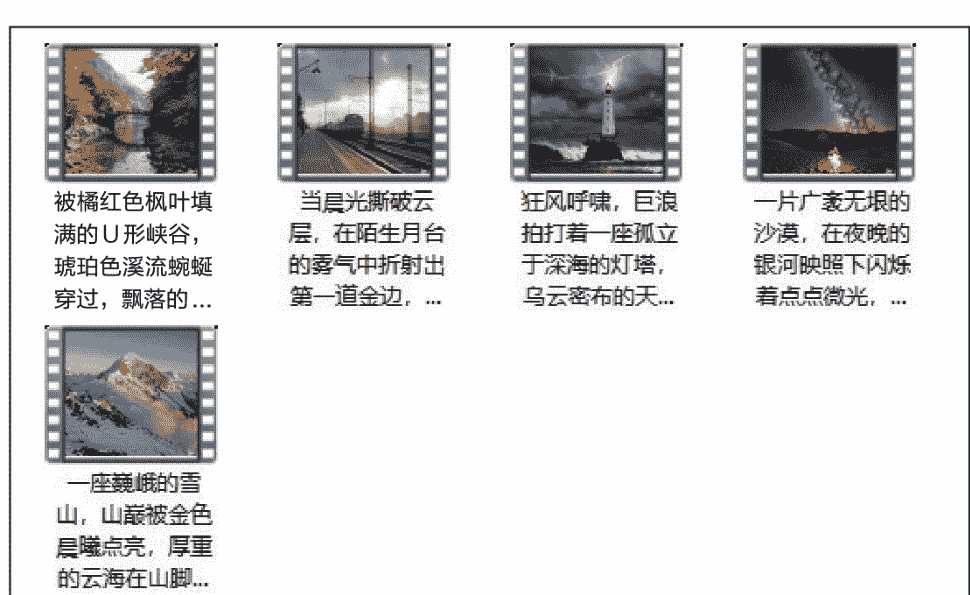 被橘红色枫叶填
满的U形峡谷，
琥珀色溪流蜿蜒
穿过，飘落的...
当晨光撕破云
层，在陌生月台
的雾气中折射出
第一道金边，...
狂风呼啸，巨浪
拍打着一座孤立
于深海的灯塔，
乌云密布的天...
一片广袤无垠的
沙漠，在夜晚的
银河映照下闪烁
着点点微光，...
一座巍峨的雪
山，山巅被金色
晨曦点亮，厚重
的云海在山脚...